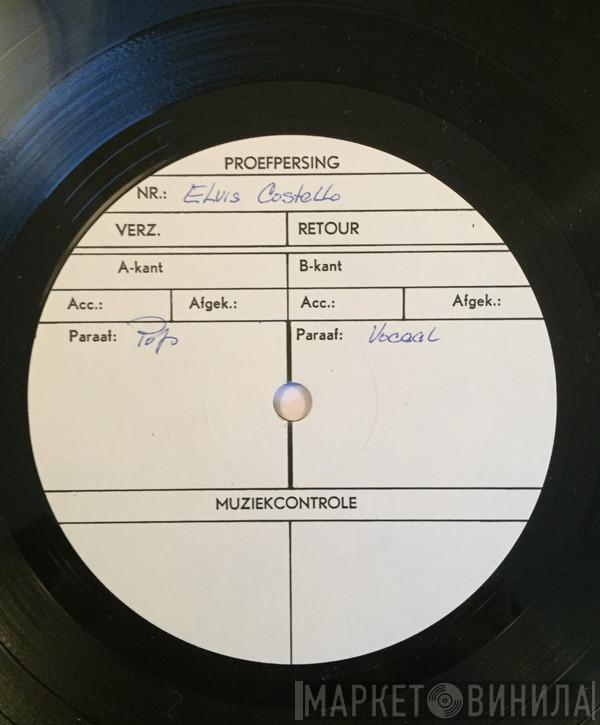 PROEFPERSING
NR.: Elvis Costello
VERZ. RETOUR
A-kant B-kant
Acc.: Afgek.: Acc.: Afgek.:
Paraaf: Pop Paraaf: Vocaal
MUZIEKCONTROLE
МАРКЕТ ВИНИЛА